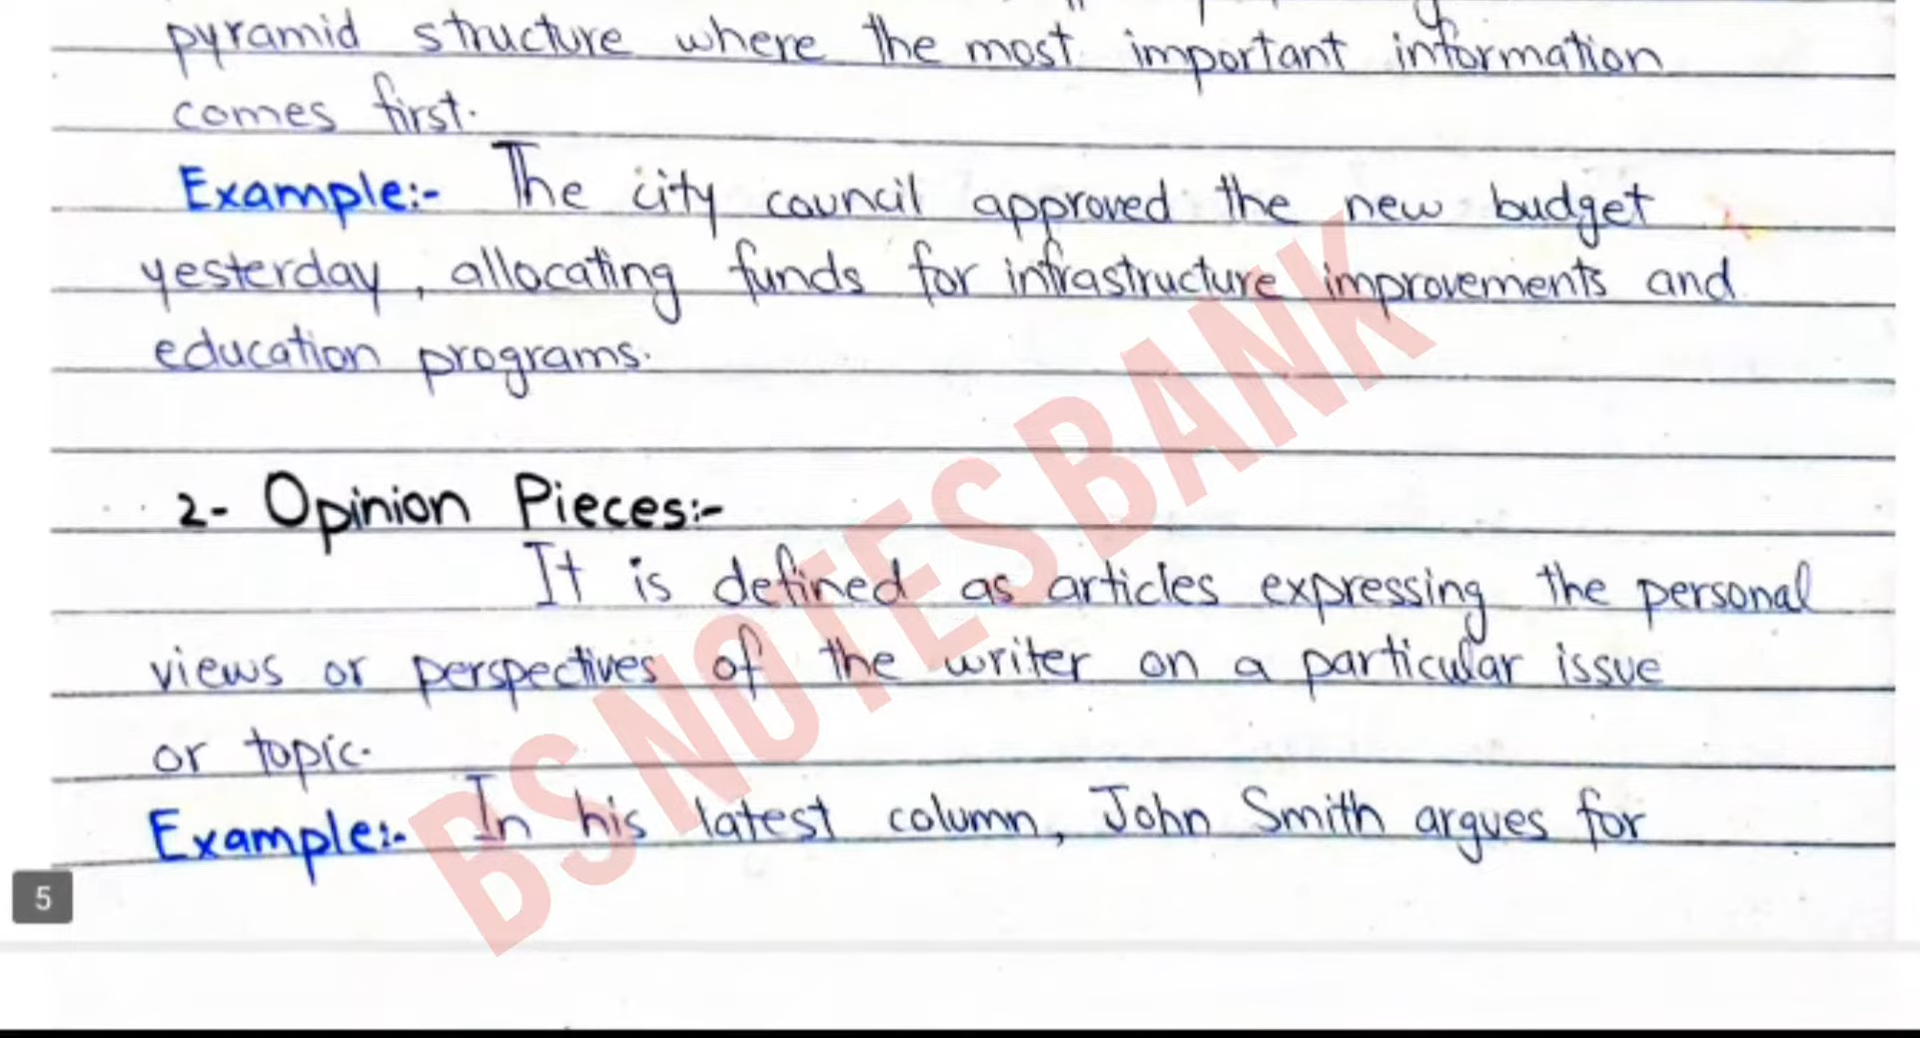 pyramid structure where the most important information
comes first.
Example:- The city council approved the new budget
yesterday, allocating funds for infrastructure improvements and
education programs.
2- Opinion Pieces:-
It is defined as articles expressing the personal
views or perspectives of the writer on a particular issue
or topic.
Example:- In his latest column, John Smith argues for
5
BS NOTES BANK